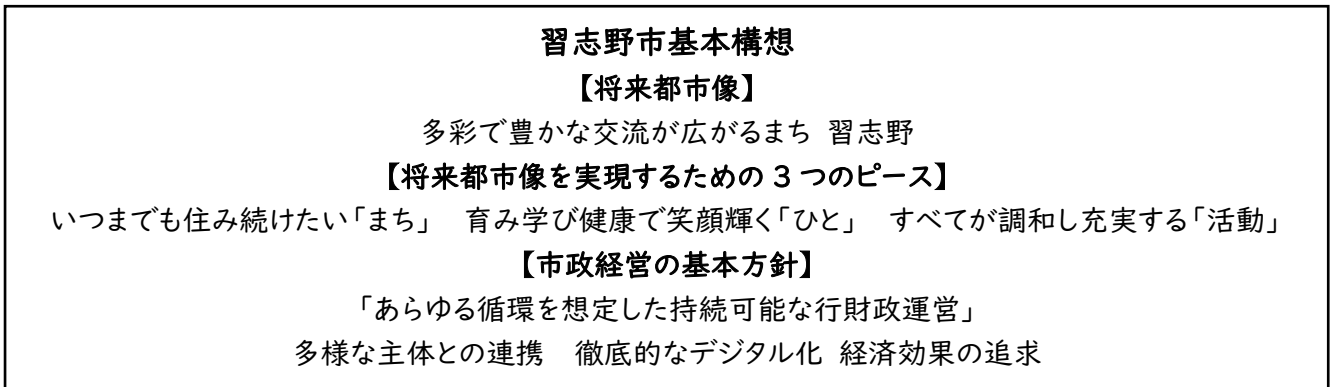 習志野市基本構想
【将来都市像】
多彩で豊かな交流が広がるまち 習志野
【将来都市像を実現するための 3 つのピース】
いつまでも住み続けたい「まち」　育み学び健康で笑顔輝く「ひと」　すべてが調和し充実する「活動」
【市政経営の基本方針】
「あらゆる循環を想定した持続可能な行財政運営」
多様な主体との連携　徹底的なデジタル化 経済効果の追求